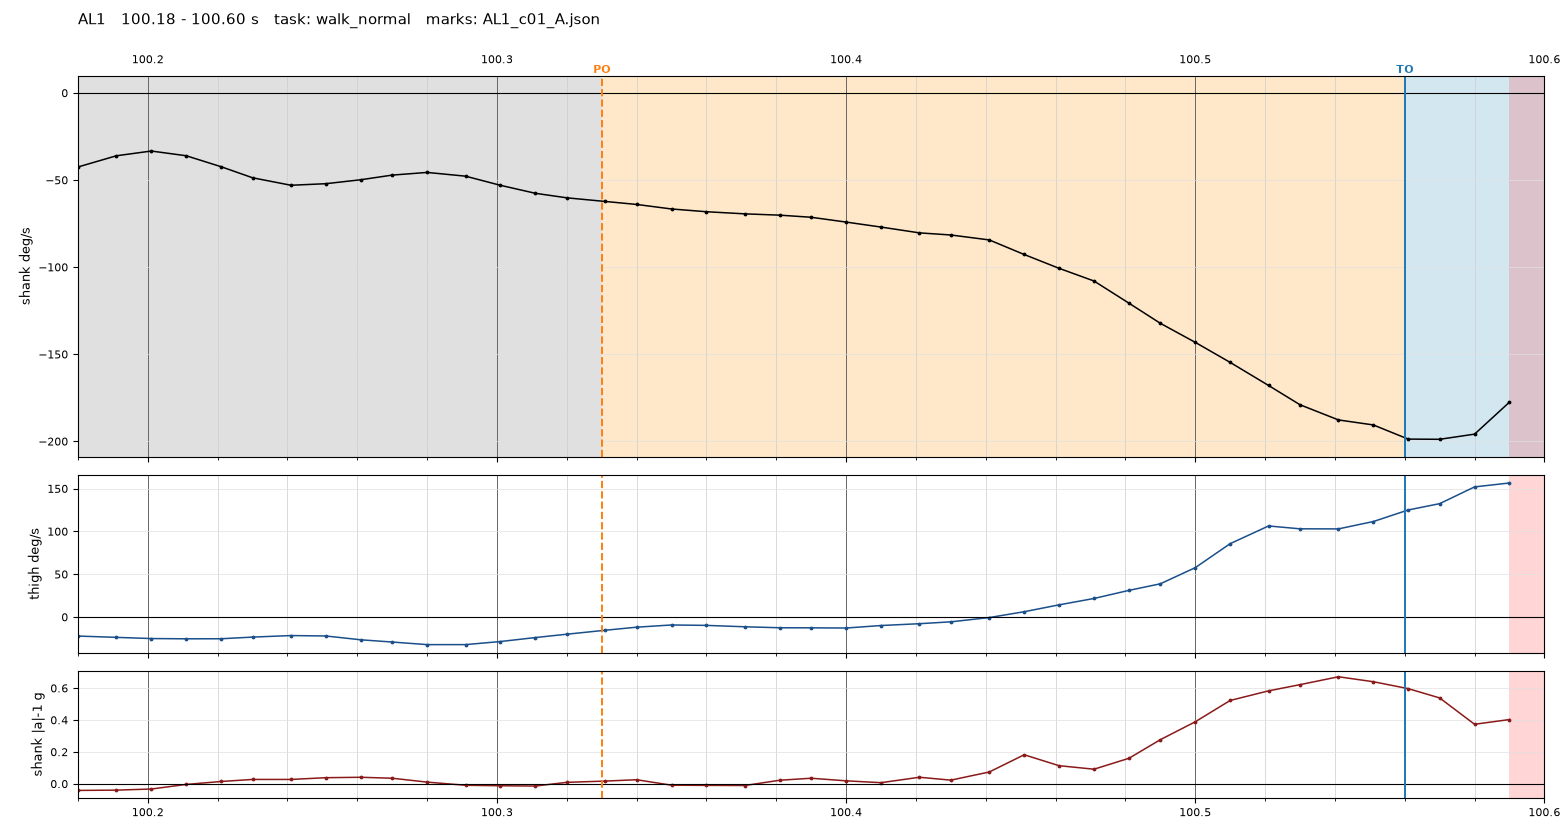 AL1   100.18 - 100.60 s   task: walk_normal   marks: AL1_c01_A.json
100.2 100.3 100.4 100.5 100.6
PO TO
0
−50
−100
−150
−200
shank deg/s
150
100
50
0
thigh deg/s
0.6
0.4
0.2
0.0
shank |a|-1 g
100.2 100.3 100.4 100.5 100.6